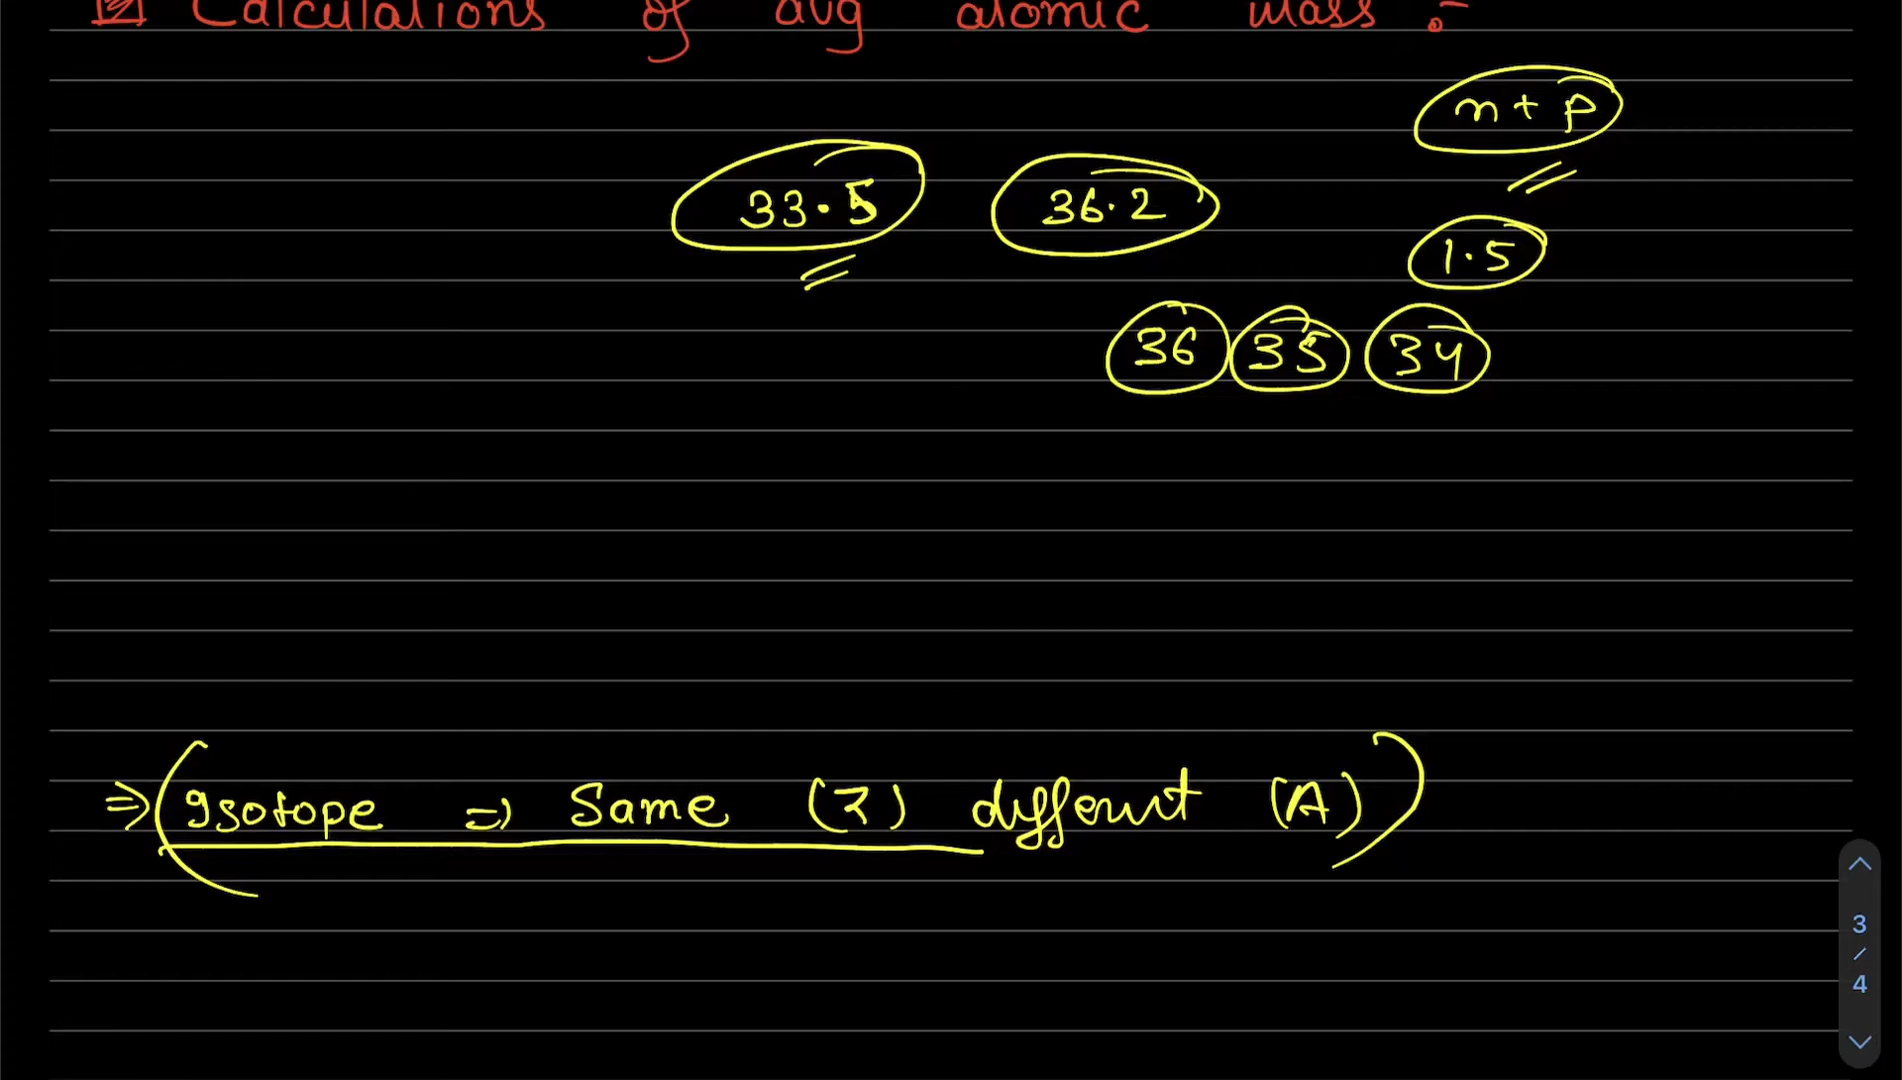 Calculations of avg atomic mass :-
n + p
33.5 36.2
1.5
36 35 34
⇒ (Isotope ⇒ Same (Z) different (A))
3
/
4